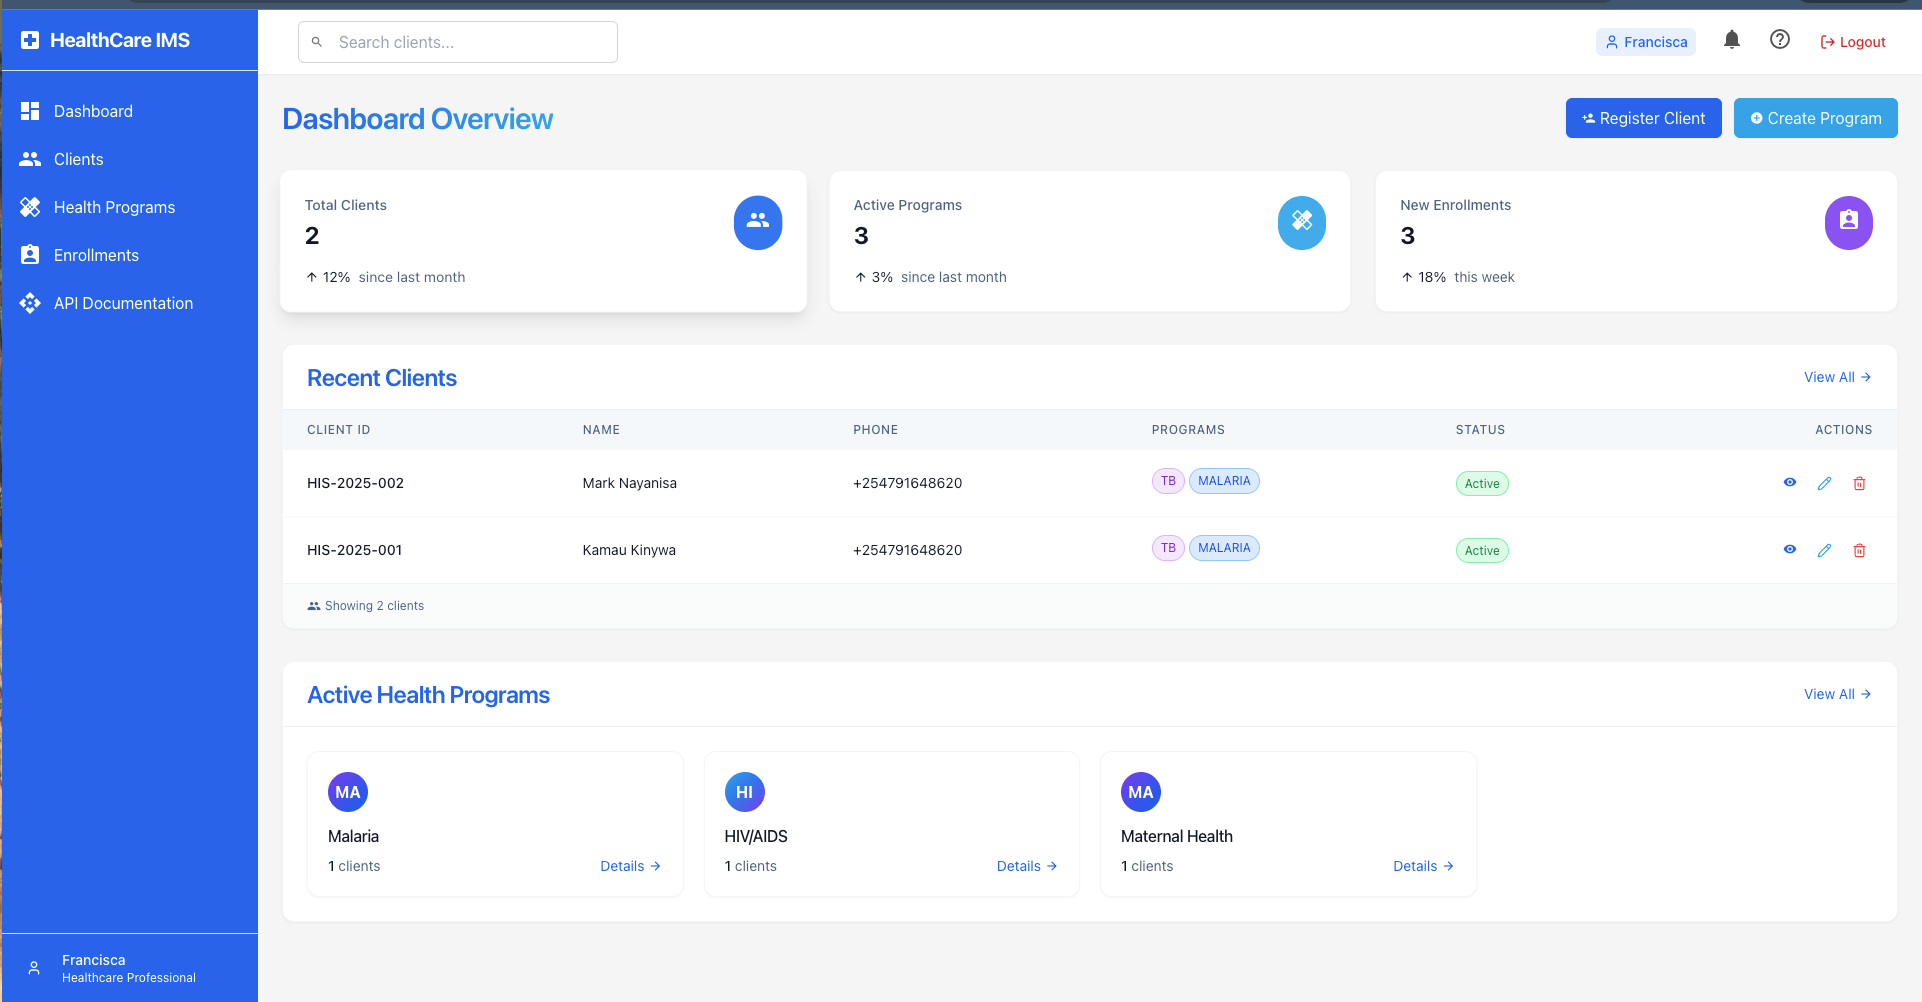 HealthCare IMS
Search clients...
Francisca
Logout
Dashboard
Clients
Health Programs
Enrollments
API Documentation
Dashboard Overview
Register Client
Create Program
Total Clients
2
↑ 12% since last month
Active Programs
3
↑ 3% since last month
New Enrollments
3
↑ 18% this week
Recent Clients
View All →
CLIENT ID NAME PHONE PROGRAMS STATUS ACTIONS
HIS-2025-002 Mark Nayanisa +254791648620 TB MALARIA Active
HIS-2025-001 Kamau Kinywa +254791648620 TB MALARIA Active
Showing 2 clients
Active Health Programs
View All →
MA
Malaria
1 clients Details →
HI
HIV/AIDS
1 clients Details →
MA
Maternal Health
1 clients Details →
Francisca
Healthcare Professional